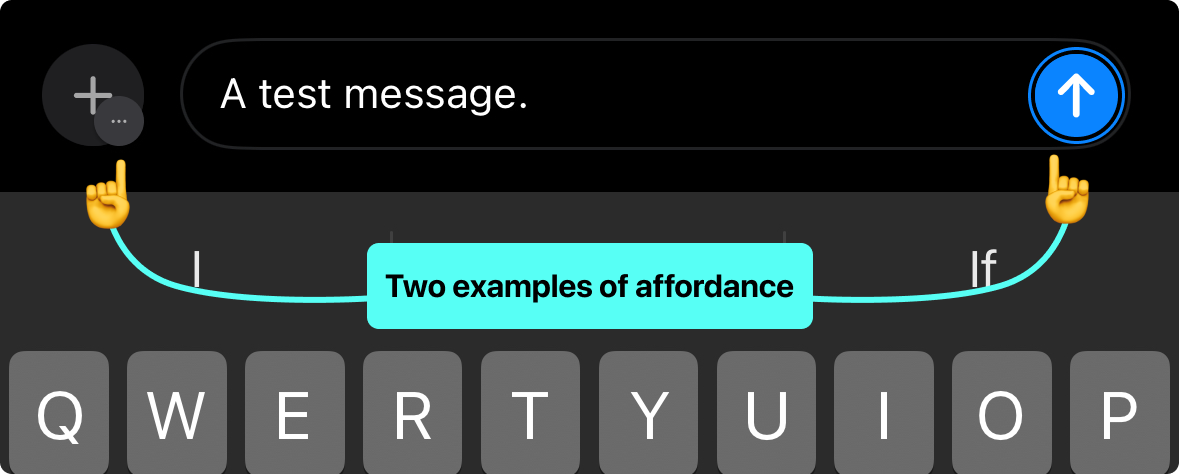 A test message.
I If
Two examples of affordance
Q W E R T Y U I O P